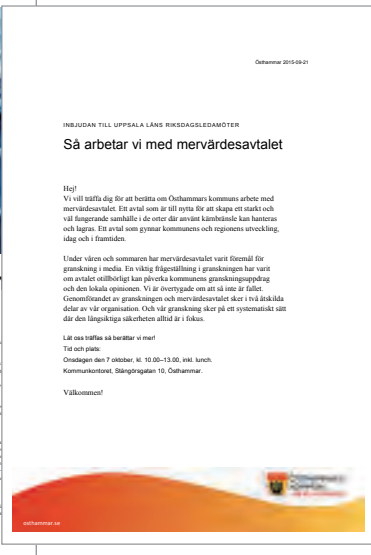 Östhammar 2015-09-21
INBJUDAN TILL UPPSALA LÄNS RIKSDAGSLEDAMÖTER
Så arbetar vi med mervärdesavtalet
Hej!
Vi vill träffa dig för att berätta om Östhammars kommuns arbete med
mervärdesavtalet. Ett avtal som är till nytta för att skapa ett starkt och
väl fungerande samhälle i de orter där använt kärnbränsle kan hanteras
och lagras. Ett avtal som gynnar kommunens och regionens utveckling,
idag och i framtiden.
Under våren och sommaren har mervärdesavtalet varit föremål för
granskning i media. En viktig frågeställning i granskningen har varit
om avtalet otillbörligt kan påverka kommunens granskningsuppdrag
och den lokala opinionen. Vi är övertygade om att så inte är fallet.
Genomförandet av granskningen och mervärdesavtalet sker i två åtskilda
delar av vår organisation. Och vår granskning sker på ett systematiskt sätt
där den långsiktiga säkerheten alltid är i fokus.
Låt oss träffas så berättar vi mer!
Tid och plats:
Onsdagen den 7 oktober, kl. 10.00–13.00, inkl. lunch.
Kommunkontoret, Stångörsgatan 10, Östhammar.
Välkommen!
ÖSTHAMMARS
KOMMUN
osthammar.se